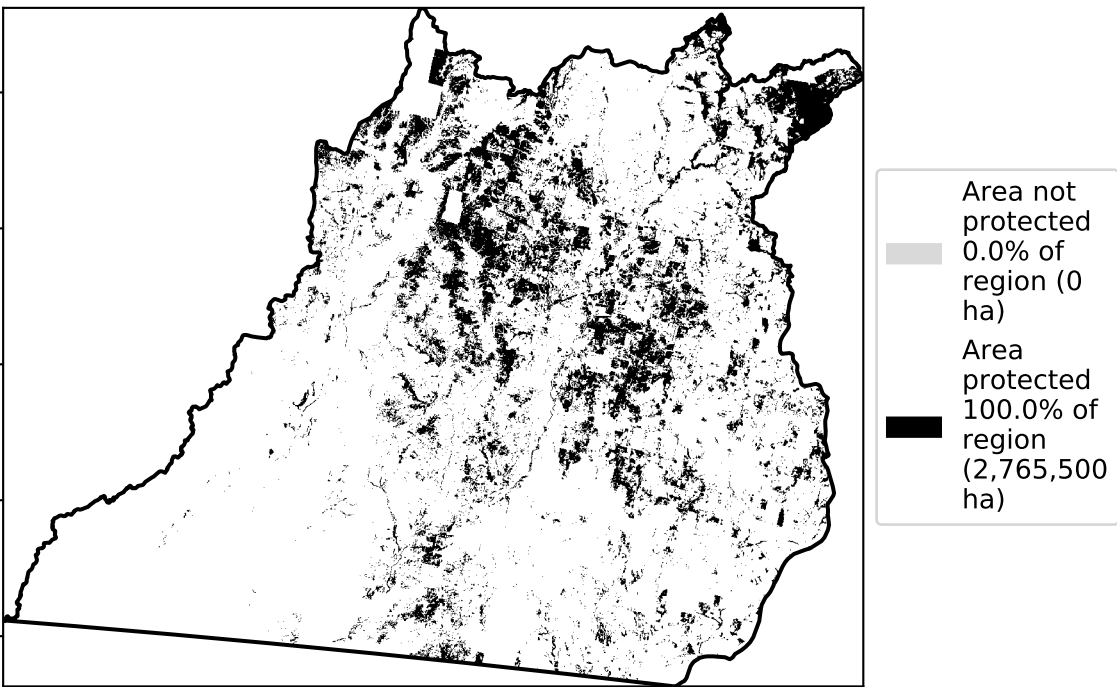 Area not
protected
0.0% of
region (0
ha)
Area
protected
100.0% of
region
(2,765,500
ha)